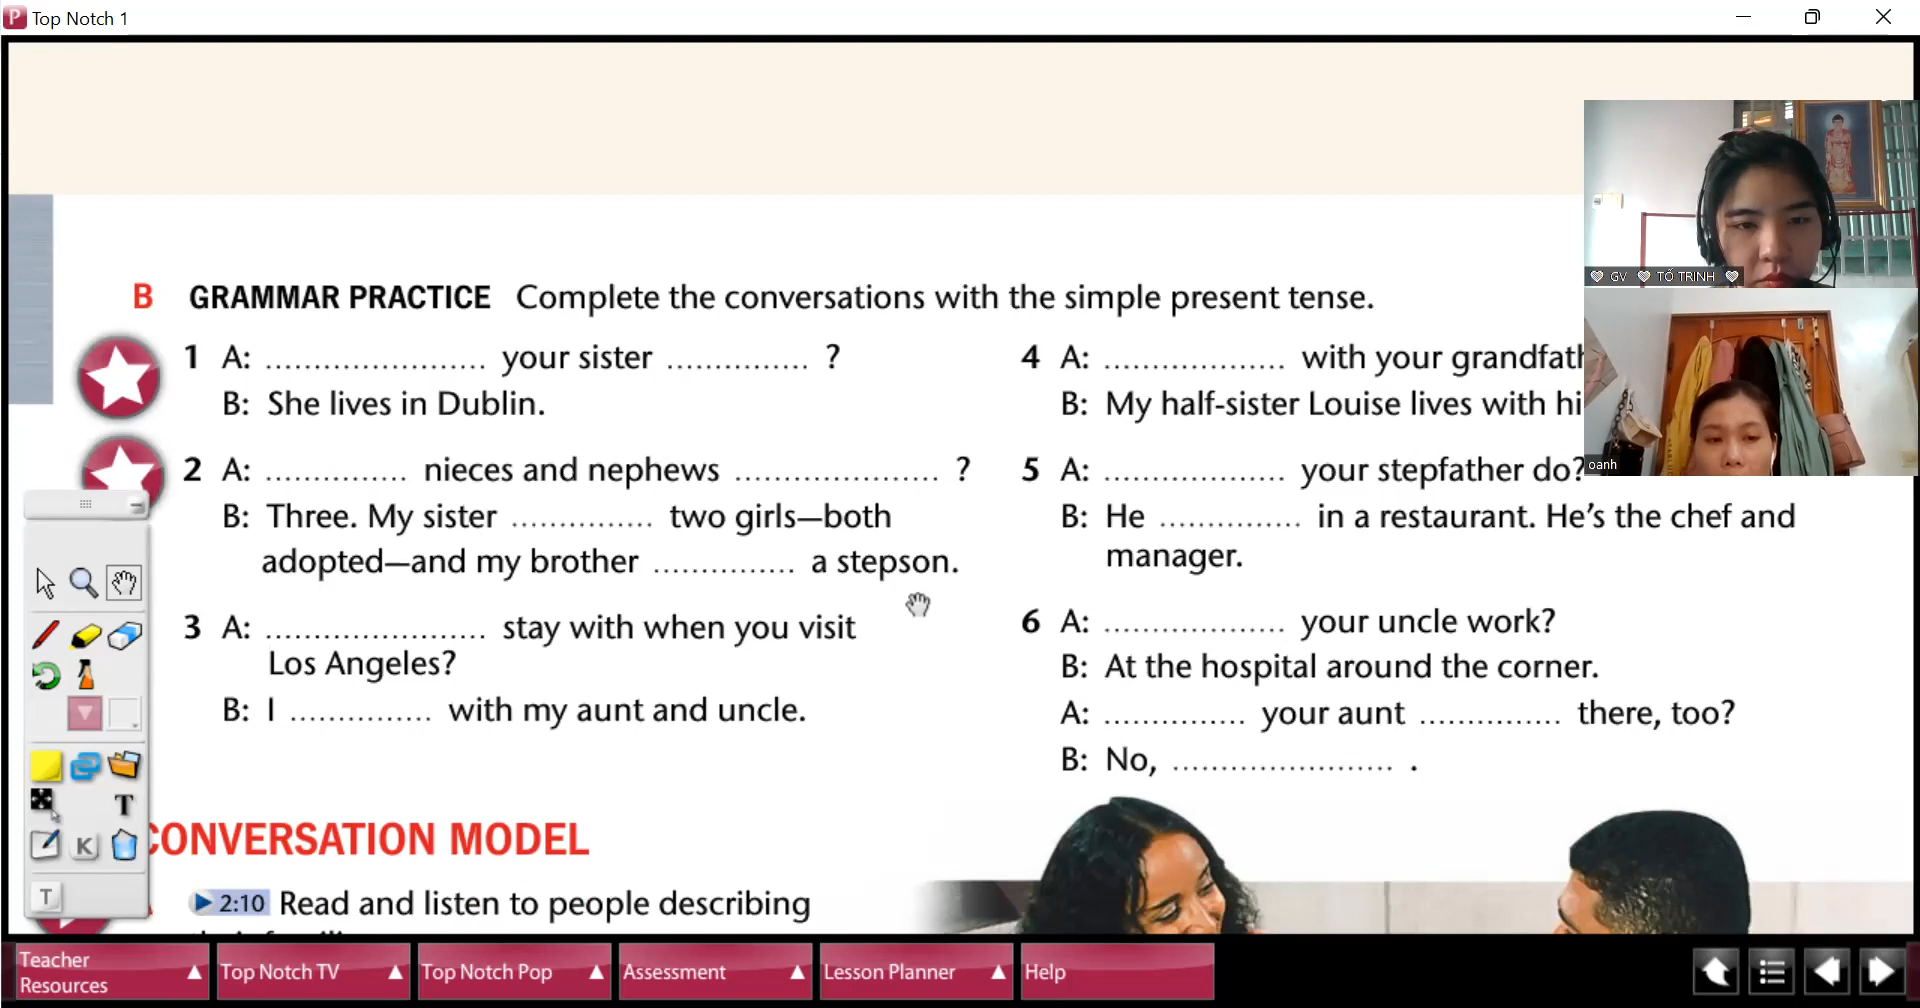 Top Notch 1
B GRAMMAR PRACTICE Complete the conversations with the simple present tense.
1 A: ...................... your sister .............. ?
B: She lives in Dublin.
2 A: .............. nieces and nephews .................... ?
B: Three. My sister .............. two girls—both
adopted—and my brother .............. a stepson.
3 A: ...................... stay with when you visit
Los Angeles?
B: I .............. with my aunt and uncle.
4 A: .................. with your
B: My half-sister Louise lives with
5 A: .................. your stepfather do?
B: He .............. in a restaurant. He's the chef and
manager.
6 A: .................. your uncle work?
B: At the hospital around the corner.
A: .............. your aunt .............. there, too?
B: No, ...................... .
GV TỐ TRINH
oanh
CONVERSATION MODEL
2:10 Read and listen to people describing
T
K
T
Teacher Resources
Top Notch TV
Top Notch Pop
Assessment
Lesson Planner
Help